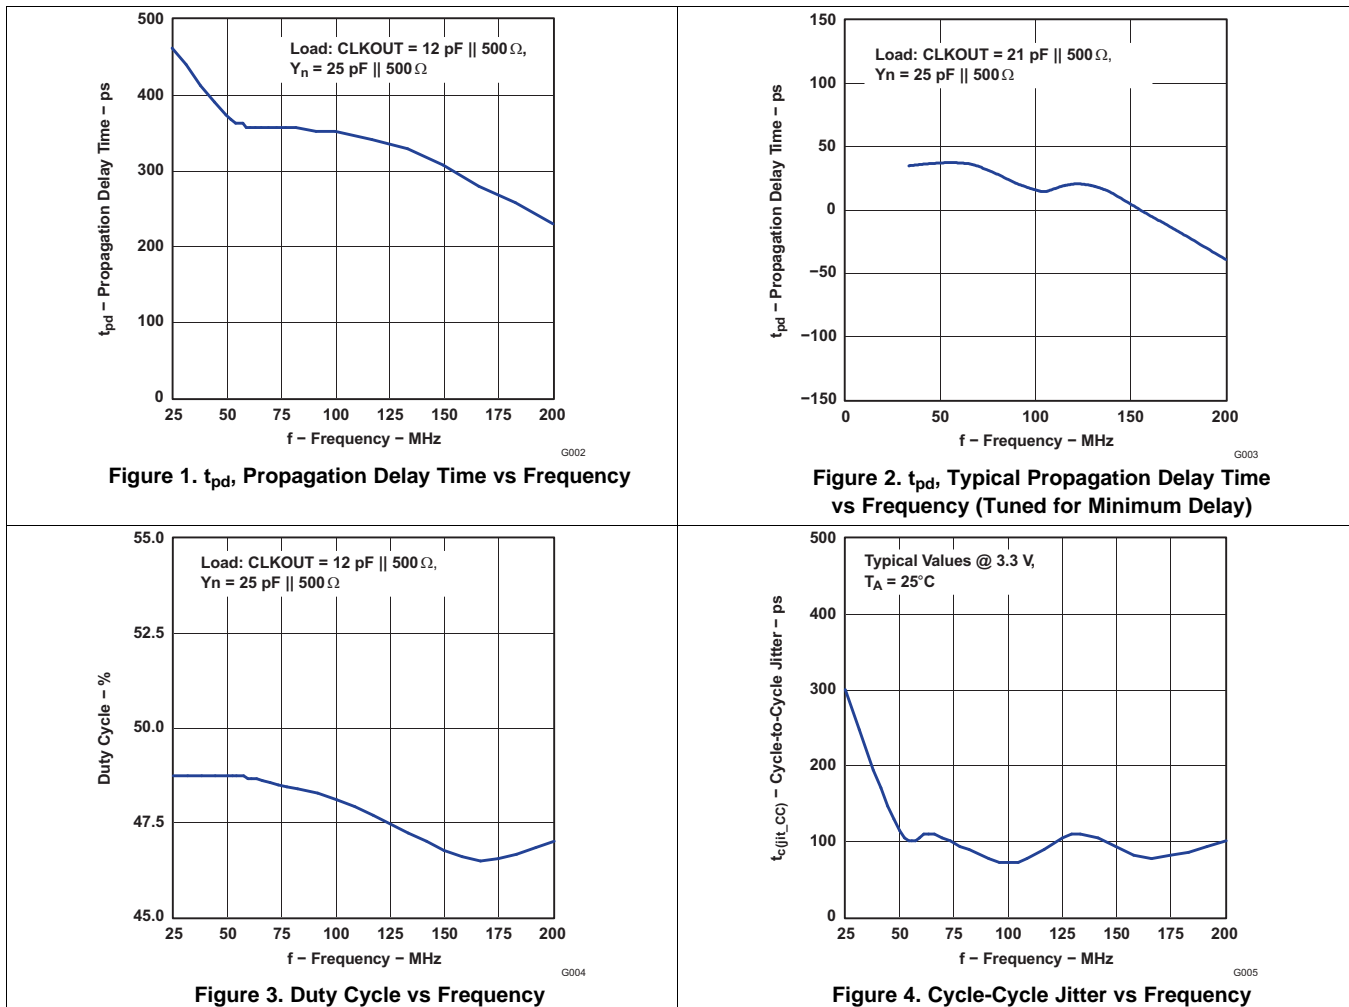 500
400
300
200
100
0
25 50 75 100 125 150 175 200
t_pd − Propagation Delay Time − ps
Load: CLKOUT = 12 pF || 500 Ω,
Y_n = 25 pF || 500 Ω
f − Frequency − MHz
G002
Figure 1. t_pd, Propagation Delay Time vs Frequency
150
100
50
0
−50
−100
−150
0 50 100 150 200
t_pd − Propagation Delay Time − ps
Load: CLKOUT = 21 pF || 500 Ω,
Yn = 25 pF || 500 Ω
f − Frequency − MHz
G003
Figure 2. t_pd, Typical Propagation Delay Time
vs Frequency (Tuned for Minimum Delay)
55.0
52.5
50.0
47.5
45.0
25 50 75 100 125 150 175 200
Duty Cycle − %
Load: CLKOUT = 12 pF || 500 Ω,
Yn = 25 pF || 500 Ω
f − Frequency − MHz
G004
Figure 3. Duty Cycle vs Frequency
500
400
300
200
100
0
25 50 75 100 125 150 175 200
t_c(jit_CC) − Cycle-to-Cycle Jitter − ps
Typical Values @ 3.3 V,
T_A = 25°C
f − Frequency − MHz
G005
Figure 4. Cycle-Cycle Jitter vs Frequency